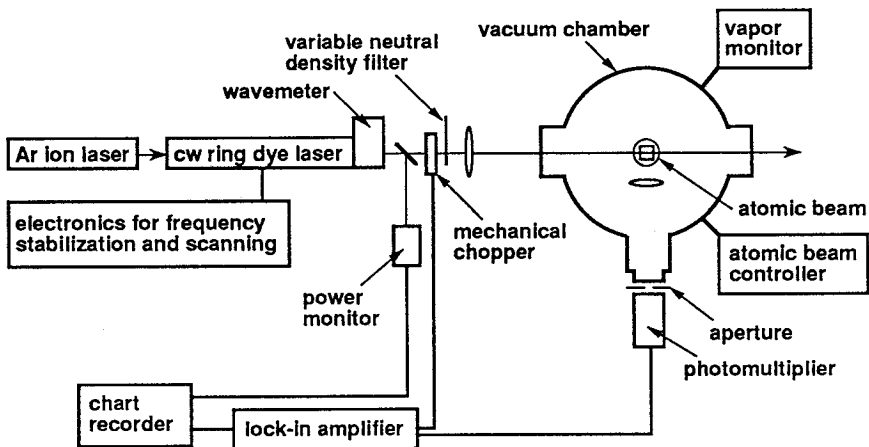 variable neutral
density filter
wavemeter
vacuum chamber
vapor
monitor
Ar ion laser
cw ring dye laser
electronics for frequency
stabilization and scanning
mechanical
chopper
atomic beam
atomic beam
controller
power
monitor
aperture
photomultiplier
chart
recorder
lock-in amplifier